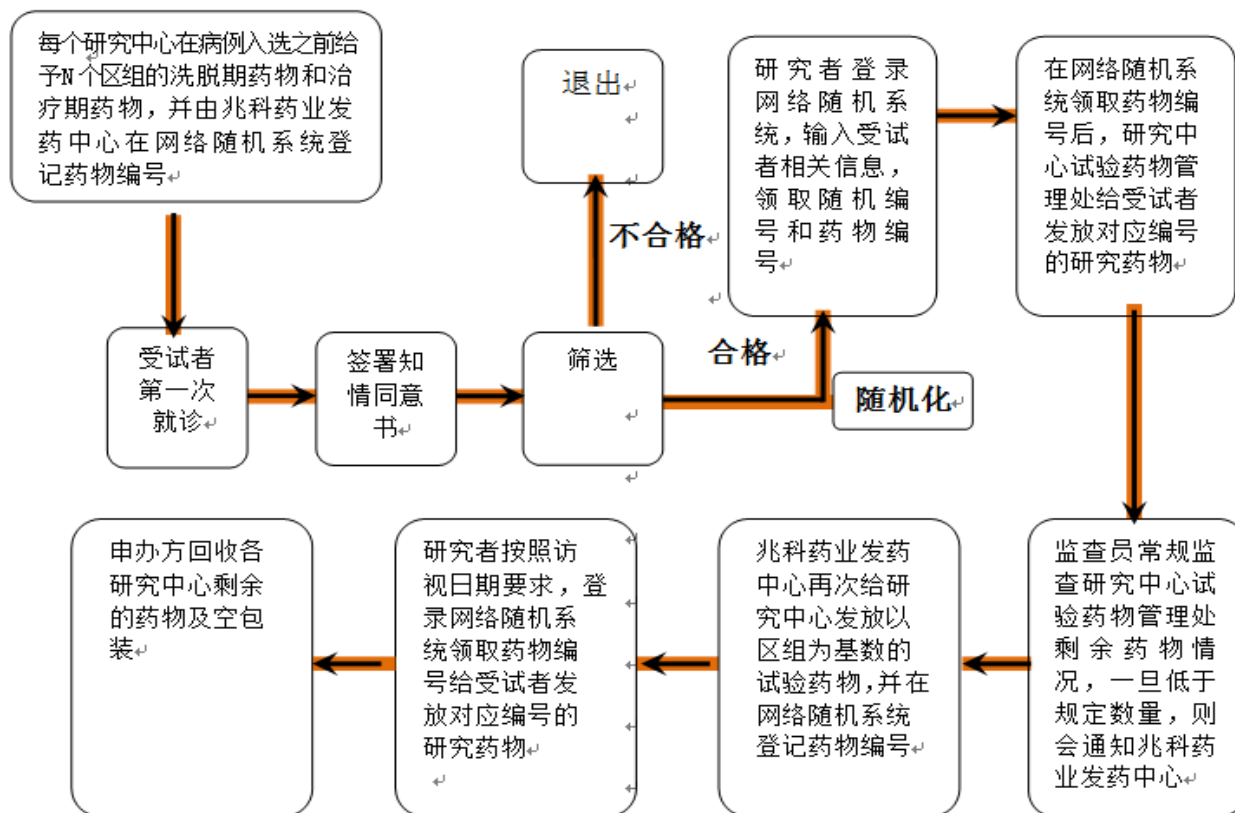 每个研究中心在病例入选之前给
予N个区组的洗脱期药物和治
疗期药物，并由兆科药业发
药中心在网络随机系统登
记药物编号
退出
研究者登录
网络随机系
统，输入受试
者相关信息，
领取随机编
号和药物编
号
在网络随机系
统领取药物编
号后，研究中
心试验药物管
理处给受试者
发放对应编号
的研究药物
不合格
受试者
第一次
就诊
签署知
情同意
书
筛选
合格
随机化
申办方回收各
研究中心剩余
的药物及空包
装
研究者按照访
视日期要求，登
录网络随机系
统领取药物编
号给受试者发
放对应编号的
研究药物
兆科药业发药
中心再次给研
究中心发放以
区组为基数的
试验药物,并在
网络随机系统
登记药物编号
监查员常规监
查研究中心试
验药物管理处
剩余药物情
况，一旦低于
规定数量，则
会通知兆科药
业发药中心